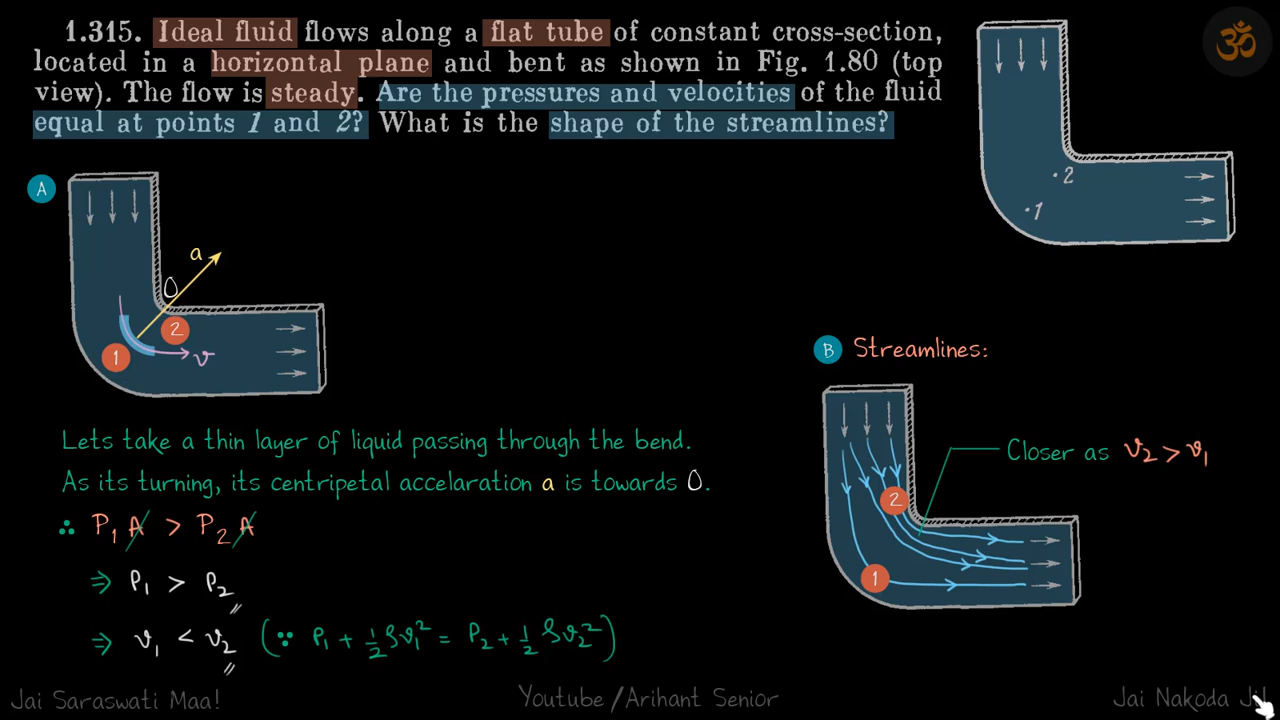 1.315. Ideal fluid flows along a flat tube of constant cross-section,
located in a horizontal plane and bent as shown in Fig. 1.80 (top
view). The flow is steady. Are the pressures and velocities of the fluid
equal at points 1 and 2? What is the shape of the streamlines?
ॐ
·2
·1
A
a
O
2
1
v
B Streamlines:
Closer as v₂ > v₁
2
1
Lets take a thin layer of liquid passing through the bend.
As its turning, its centripetal accelaration a is towards O.
∴ P₁A > P₂A
⇒ P₁ > P₂
⇒ v₁ < v₂ (∵ P₁ + ½ρv₁² = P₂ + ½ρv₂²)
Jai Saraswati Maa!
Youtube /Arihant Senior
Jai Nakoda Ji!